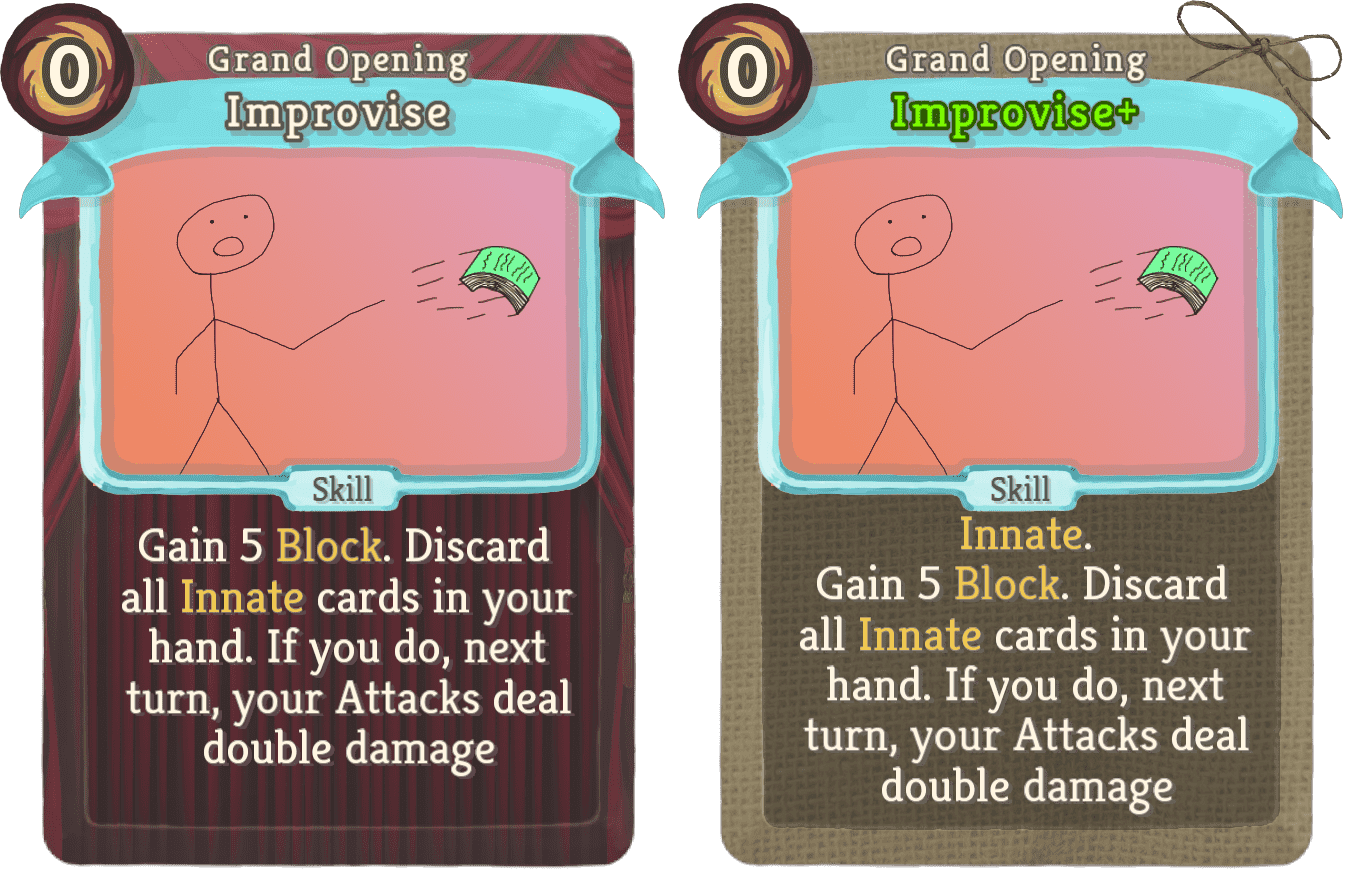 0
Grand Opening
Improvise
Skill
Gain 5 Block. Discard
all Innate cards in your
hand. If you do, next
turn, your Attacks deal
double damage
0
Grand Opening
Improvise+
Skill
Innate.
Gain 5 Block. Discard
all Innate cards in your
hand. If you do, next
turn, your Attacks deal
double damage